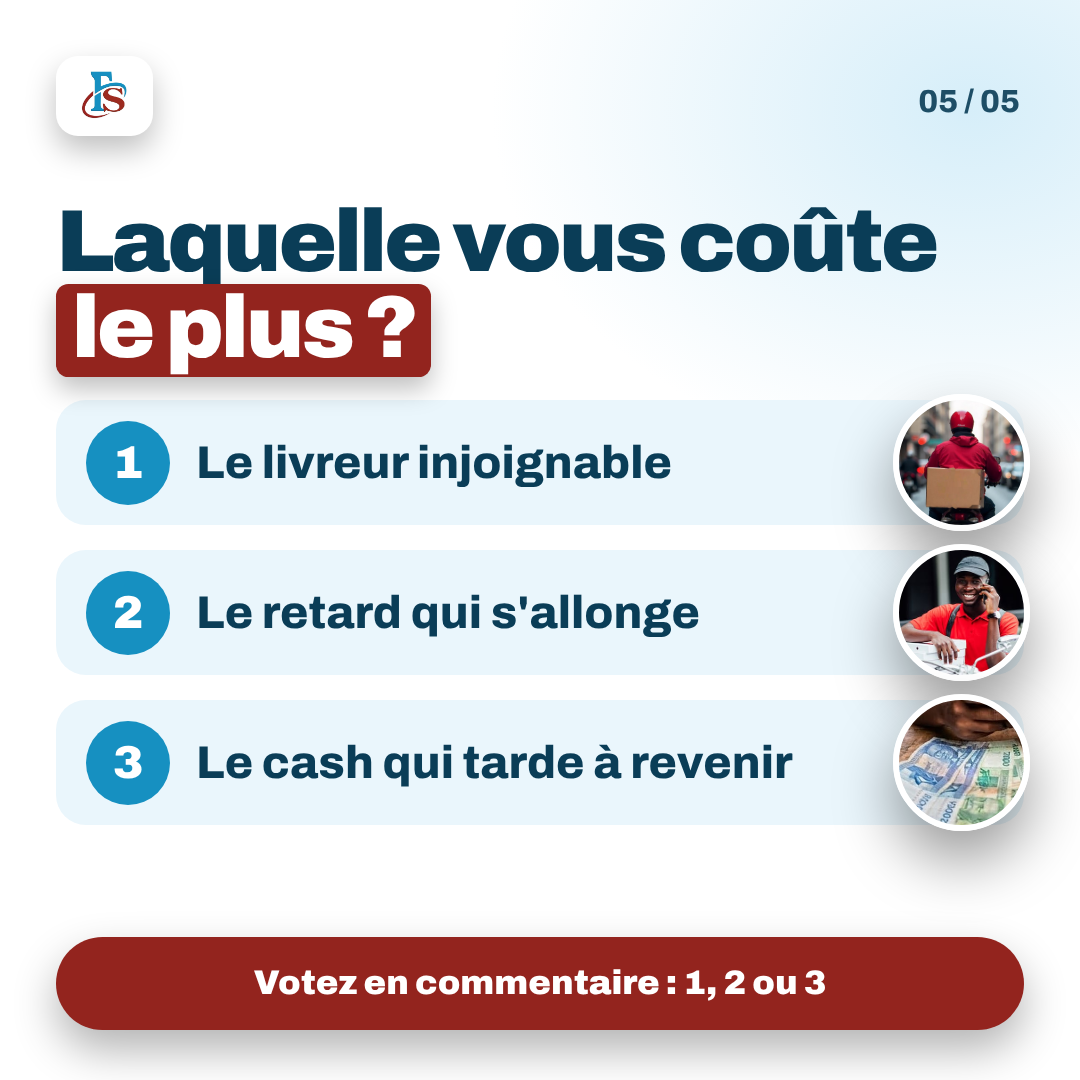 FS
05 / 05
Laquelle vous coûte
le plus ?
1 Le livreur injoignable
2 Le retard qui s'allonge
3 Le cash qui tarde à revenir
Votez en commentaire : 1, 2 ou 3